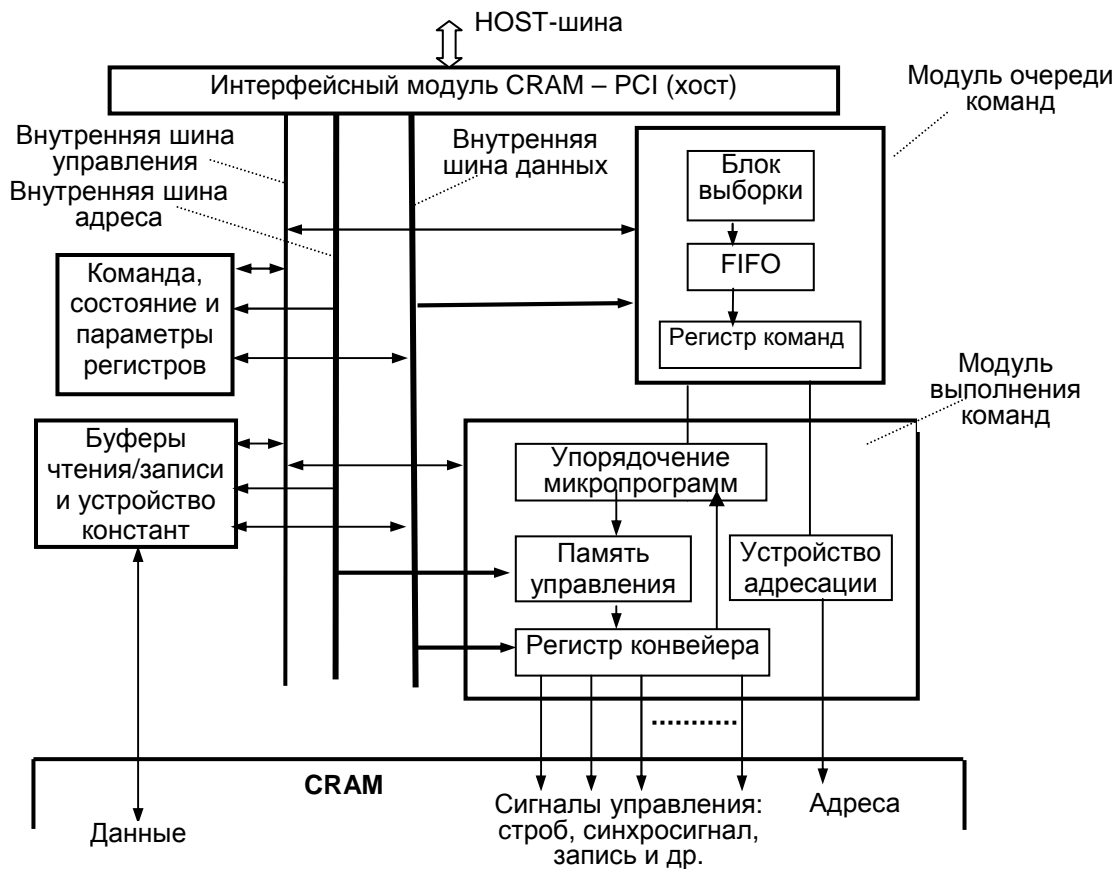 HOST-шина
Интерфейсный модуль CRAM – PCI (хост)
Модуль очереди
команд
Внутренняя шина
управления
Внутренняя шина
адреса
Внутренняя
шина данных
Блок
выборки
FIFO
Регистр команд
Команда,
состояние и
параметры
регистров
Модуль
выполнения
команд
Буферы
чтения/записи
и устройство
констант
Упорядочение
микропрограмм
Память
управления
Устройство
адресации
Регистр конвейера
CRAM
Данные
Сигналы управления:
строб, синхросигнал,
запись и др.
Адреса